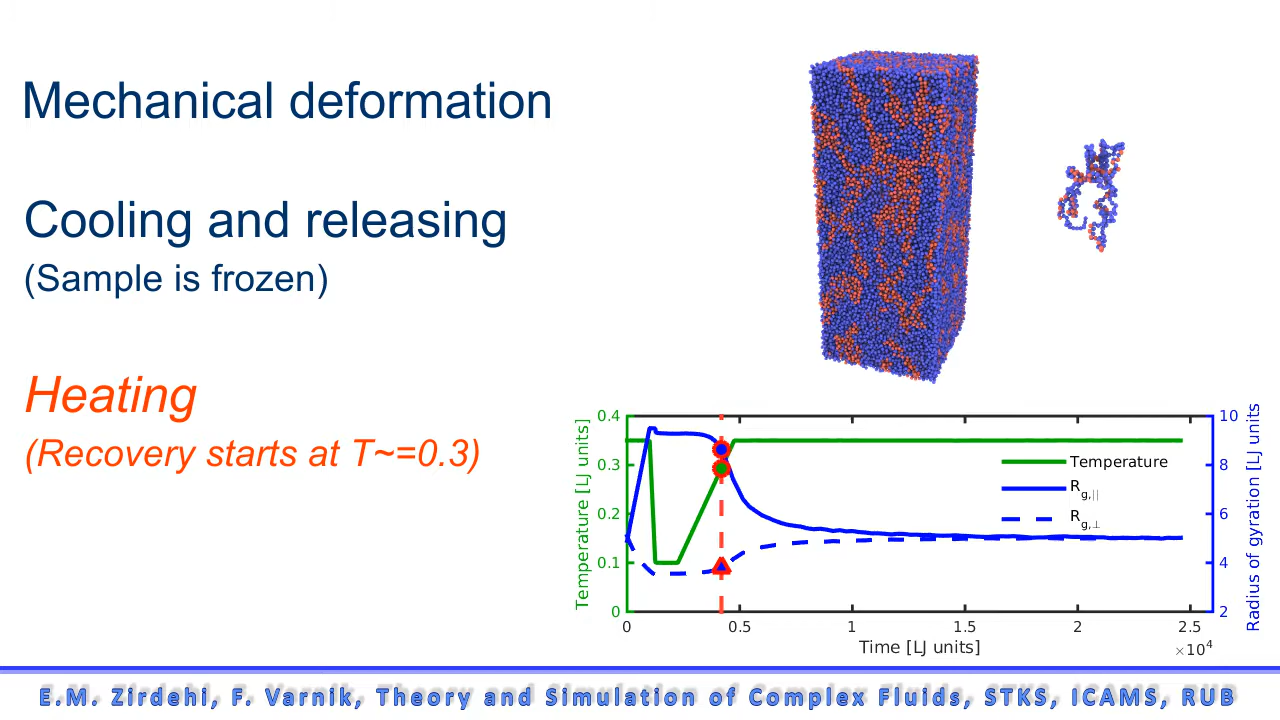 Mechanical deformation
Cooling and releasing
(Sample is frozen)
Heating
(Recovery starts at T~=0.3)
Temperature [LJ units]
0.4
0.3
0.2
0.1
0
10
8
6
4
2
Radius of gyration [LJ units]
Temperature
R g,||
R g,⊥
0 0.5 1 1.5 2 2.5
Time [LJ units]
×10⁴
E.M. Zirdehi, F. Varnik, Theory and Simulation of Complex Fluids, STKS, ICAMS, RUB